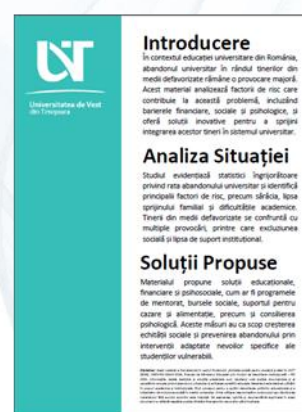 UVT
Universitatea de Vest
din Timișoara
Introducere
În contextul educației universitare din România,
abandonul universitar în rândul tinerilor din
medii defavorizate rămâne o provocare majoră.
Acest material analizează factorii de risc care
contribuie la această problemă, incluzând
barierele financiare, sociale și psihologice, și
oferă soluții inovative pentru a sprijini
integrarea acestor tineri în sistemul universitar.
Analiza Situației
Studiul evidențiază statistici îngrijorătoare
privind rata abandonului universitar și identifică
principalii factori de risc, precum sărăcia, lipsa
sprijinului familial și dificultățile academice.
Tinerii din medii defavorizate se confruntă cu
multiple provocări, printre care excluziunea
socială și lipsa de suport instituțional.
Soluții Propuse
Materialul propune soluții educaționale,
financiare și psihosociale, cum ar fi programele
de mentorat, bursele sociale, suportul pentru
cazare și alimentație, precum și consilierea
psihologică. Aceste măsuri au ca scop creșterea
echității sociale și prevenirea abandonului prin
intervenții adaptate nevoilor specifice ale
studenților vulnerabili.